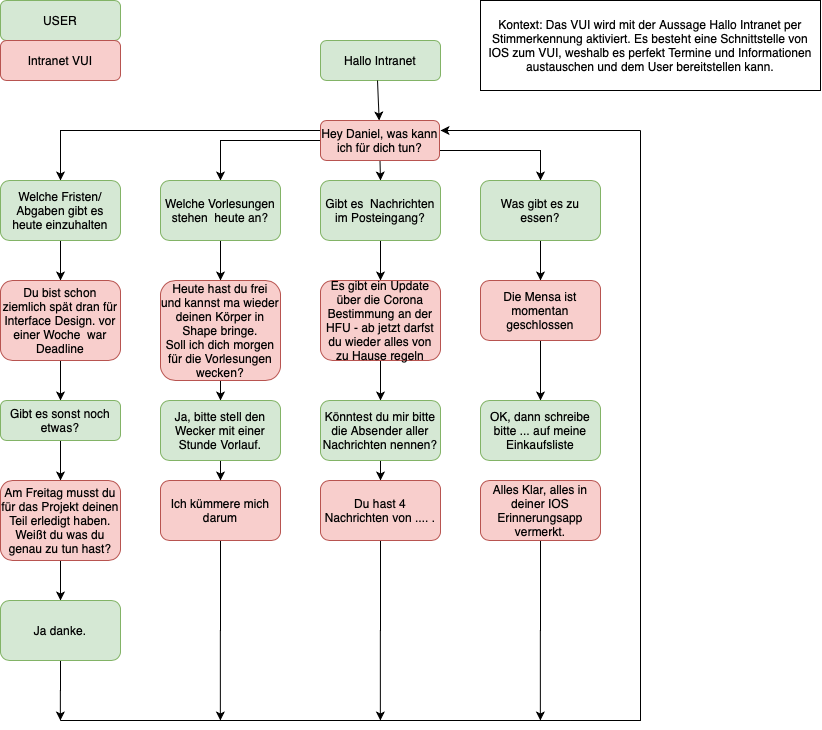 USER
Intranet VUI
Hallo Intranet
Kontext: Das VUI wird mit der Aussage Hallo Intranet per
Stimmerkennung aktiviert. Es besteht eine Schnittstelle von
IOS zum VUI, weshalb es perfekt Termine und Informationen
austauschen und dem User bereitstellen kann.
Hey Daniel, was kann
ich für dich tun?
Welche Fristen/
Abgaben gibt es
heute einzuhalten
Welche Vorlesungen
stehen heute an?
Gibt es Nachrichten
im Posteingang?
Was gibt es zu
essen?
Du bist schon
ziemlich spät dran für
Interface Design. vor
einer Woche war
Deadline
Heute hast du frei
und kannst ma wieder
deinen Körper in
Shape bringe.
Soll ich dich morgen
für die Vorlesungen
wecken?
Es gibt ein Update
über die Corona
Bestimmung an der
HFU - ab jetzt darfst
du wieder alles von
zu Hause regeln
Die Mensa ist
momentan
geschlossen
Gibt es sonst noch
etwas?
Ja, bitte stell den
Wecker mit einer
Stunde Vorlauf.
Könntest du mir bitte
die Absender aller
Nachrichten nennen?
OK, dann schreibe
bitte ... auf meine
Einkaufsliste
Am Freitag musst du
für das Projekt deinen
Teil erledigt haben.
Weißt du was du
genau zu tun hast?
Ich kümmere mich
darum
Du hast 4
Nachrichten von .... .
Alles Klar, alles in
deiner IOS
Erinnerungsapp
vermerkt.
Ja danke.